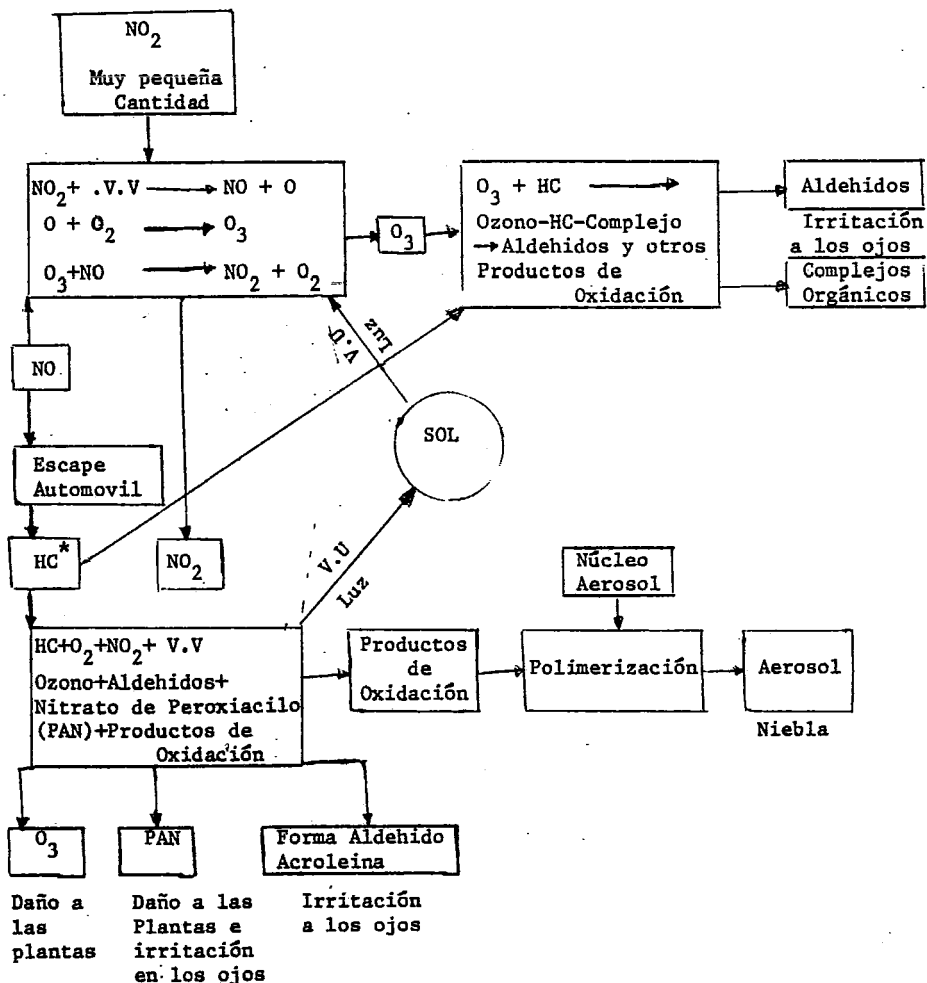 NO2
Muy pequeña
Cantidad
NO2+ .V.V → NO + O
O + O2 → O3
O3+NO → NO2 + O2
O3
O3 + HC →
Ozono-HC-Complejo
→Aldehidos y otros
Productos de
Oxidación
Aldehidos
Irritación
a los ojos
Complejos
Orgánicos
V.U
Luz
NO
SOL
Escape
Automovil
HC*
NO2
V.U
Luz
Núcleo
Aerosol
HC+O2+NO2+ V.V
Ozono+Aldehidos+
Nitrato de Peroxiacilo
(PAN)+Productos de
Oxidación
Productos
de
Oxidación
Polimerización
Aerosol
Niebla
O3
PAN
Forma Aldehido
Acroleina
Daño a
las
plantas
Daño a las
Plantas e
irritación
en los ojos
Irritación
a los ojos